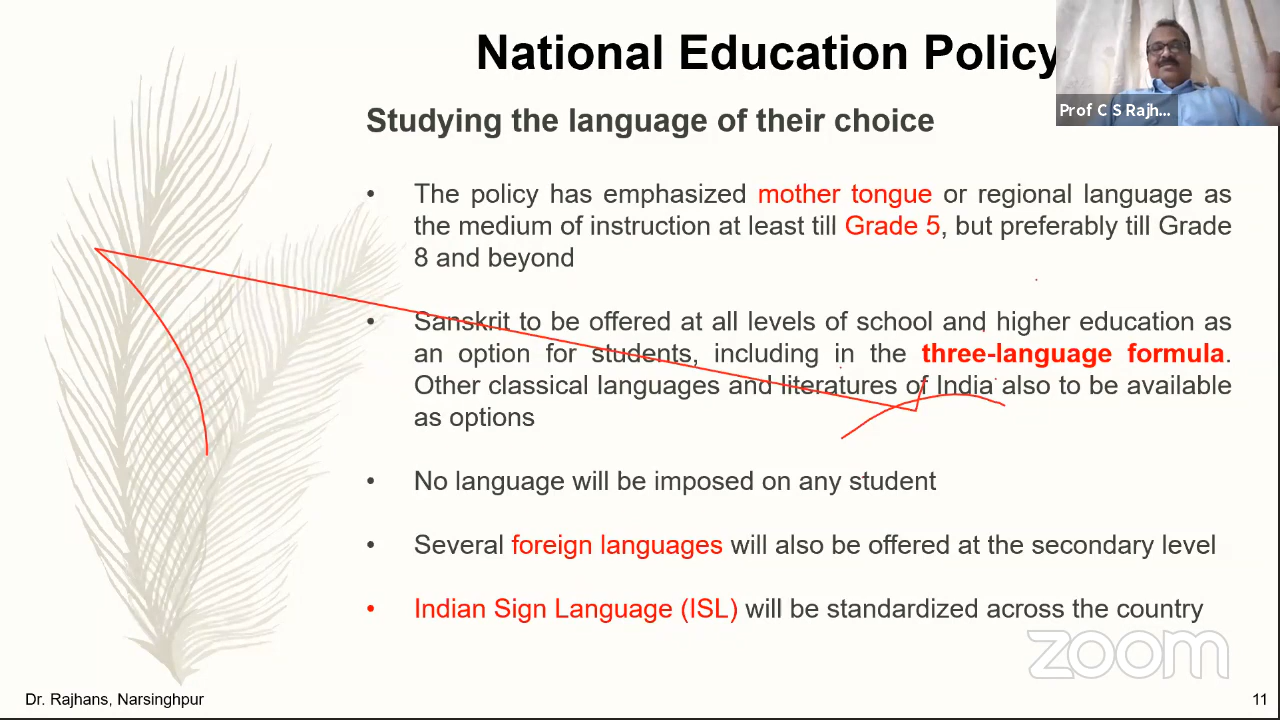 National Education Policy
Prof C S Rajh...
Studying the language of their choice
• The policy has emphasized mother tongue or regional language as
the medium of instruction at least till Grade 5, but preferably till Grade
8 and beyond
• Sanskrit to be offered at all levels of school and higher education as
an option for students, including in the three-language formula.
Other classical languages and literatures of India also to be available
as options
• No language will be imposed on any student
• Several foreign languages will also be offered at the secondary level
• Indian Sign Language (ISL) will be standardized across the country
zoom
Dr. Rajhans, Narsinghpur
11